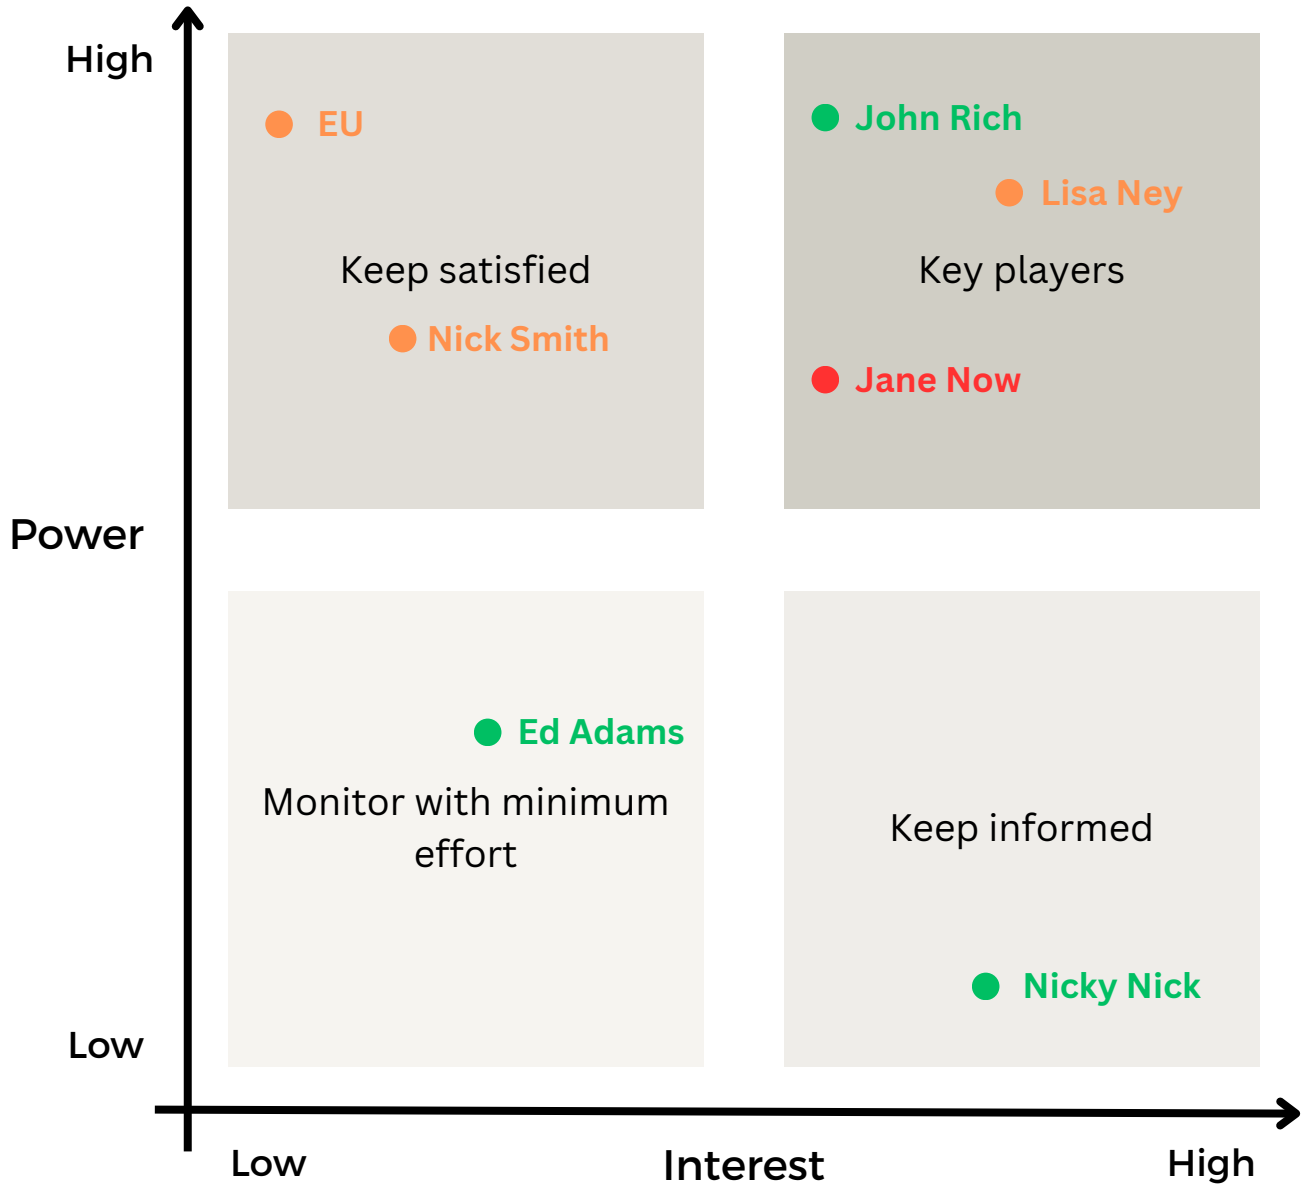 High
EU
John Rich
Lisa Ney
Keep satisfied
Key players
Nick Smith
Jane Now
Power
Ed Adams
Monitor with minimum
effort
Keep informed
Nicky Nick
Low
Low
Interest
High